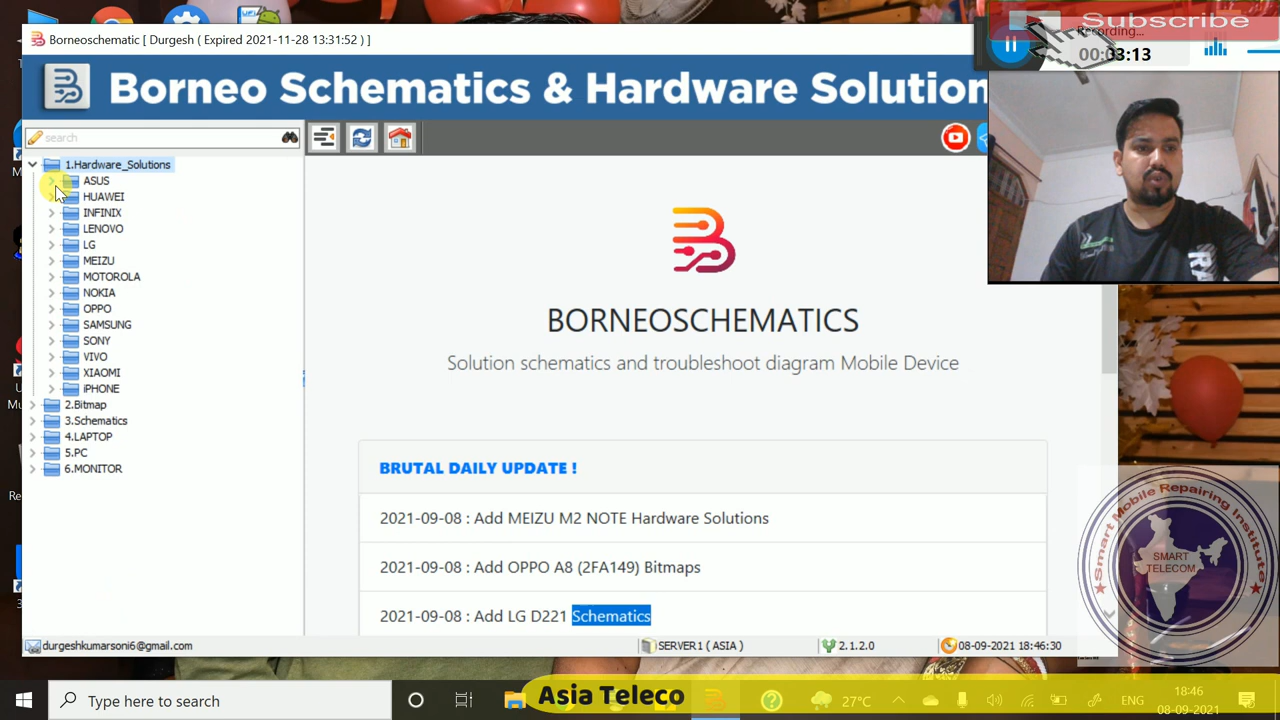 Borneoschematic [ Durgesh ( Expired 2021-11-28 13:31:52 ) ]
Subscribe
Recording...
00:03:13
Borneo Schematics & Hardware Solution
search
1.Hardware_Solutions
ASUS
HUAWEI
INFINIX
LENOVO
LG
MEIZU
MOTOROLA
NOKIA
OPPO
SAMSUNG
SONY
VIVO
XIAOMI
iPHONE
2.Bitmap
3.Schematics
4.LAPTOP
5.PC
6.MONITOR
BORNEOSCHEMATICS
Solution schematics and troubleshoot diagram Mobile Device
BRUTAL DAILY UPDATE !
2021-09-08 : Add MEIZU M2 NOTE Hardware Solutions
2021-09-08 : Add OPPO A8 (2FA149) Bitmaps
2021-09-08 : Add LG D221 Schematics
Smart Mobile Repairing Institute
SMART
TELECOM
durgeshkumarsoni6@gmail.com
SERVER1 ( ASIA )
2.1.2.0
08-09-2021 18:46:30
Type here to search
Asia Teleco
27°C
ENG
18:46
08-09-2021